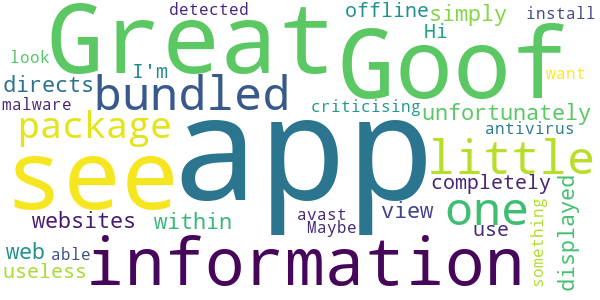 detected
offline
simply
install
Great
Goof
Hi
look
I'm
want
directs
bundled
criticising
unfortunately
malware
package
app
antivirus
see
little
completely
one
displayed
something
websites
within
avast
Maybe
view
use
web
able
information
useless